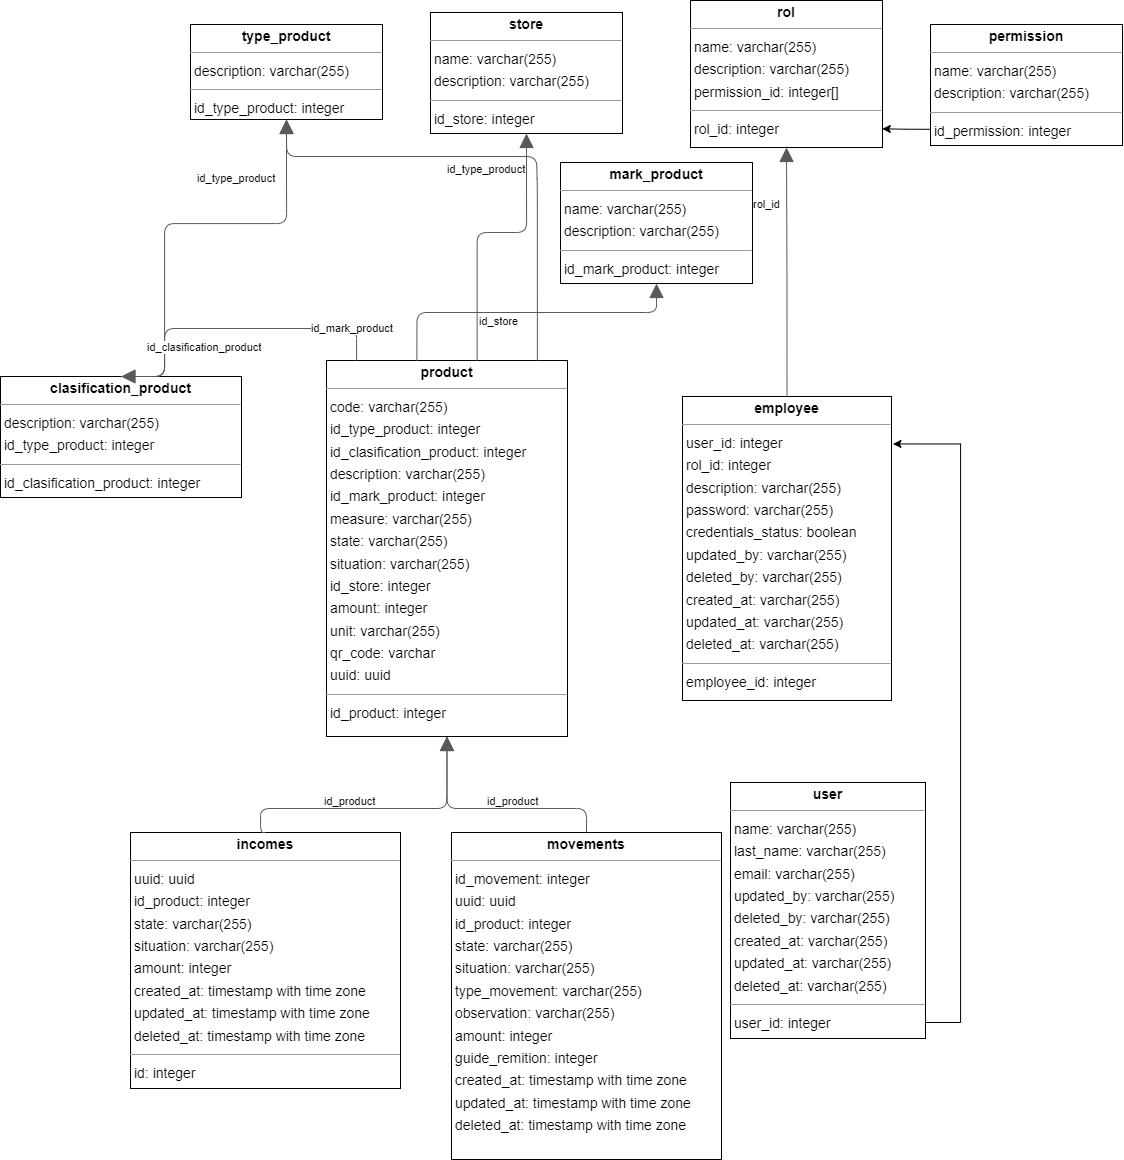 type_product
description: varchar(255)
id_type_product: integer
store
name: varchar(255)
description: varchar(255)
id_store: integer
rol
name: varchar(255)
description: varchar(255)
permission_id: integer[]
rol_id: integer
permission
name: varchar(255)
description: varchar(255)
id_permission: integer
id_type_product
id_type_product
mark_product
name: varchar(255)
description: varchar(255)
id_mark_product: integer
rol_id
id_store
id_mark_product
id_clasification_product
clasification_product
description: varchar(255)
id_type_product: integer
id_clasification_product: integer
product
code: varchar(255)
id_type_product: integer
id_clasification_product: integer
description: varchar(255)
id_mark_product: integer
measure: varchar(255)
state: varchar(255)
situation: varchar(255)
id_store: integer
amount: integer
unit: varchar(255)
qr_code: varchar
uuid: uuid
id_product: integer
employee
user_id: integer
rol_id: integer
description: varchar(255)
password: varchar(255)
credentials_status: boolean
updated_by: varchar(255)
deleted_by: varchar(255)
created_at: varchar(255)
updated_at: varchar(255)
deleted_at: varchar(255)
employee_id: integer
id_product
id_product
incomes
uuid: uuid
id_product: integer
state: varchar(255)
situation: varchar(255)
amount: integer
created_at: timestamp with time zone
updated_at: timestamp with time zone
deleted_at: timestamp with time zone
id: integer
movements
id_movement: integer
uuid: uuid
id_product: integer
state: varchar(255)
situation: varchar(255)
type_movement: varchar(255)
observation: varchar(255)
amount: integer
guide_remition: integer
created_at: timestamp with time zone
updated_at: timestamp with time zone
deleted_at: timestamp with time zone
user
name: varchar(255)
last_name: varchar(255)
email: varchar(255)
updated_by: varchar(255)
deleted_by: varchar(255)
created_at: varchar(255)
updated_at: varchar(255)
deleted_at: varchar(255)
user_id: integer